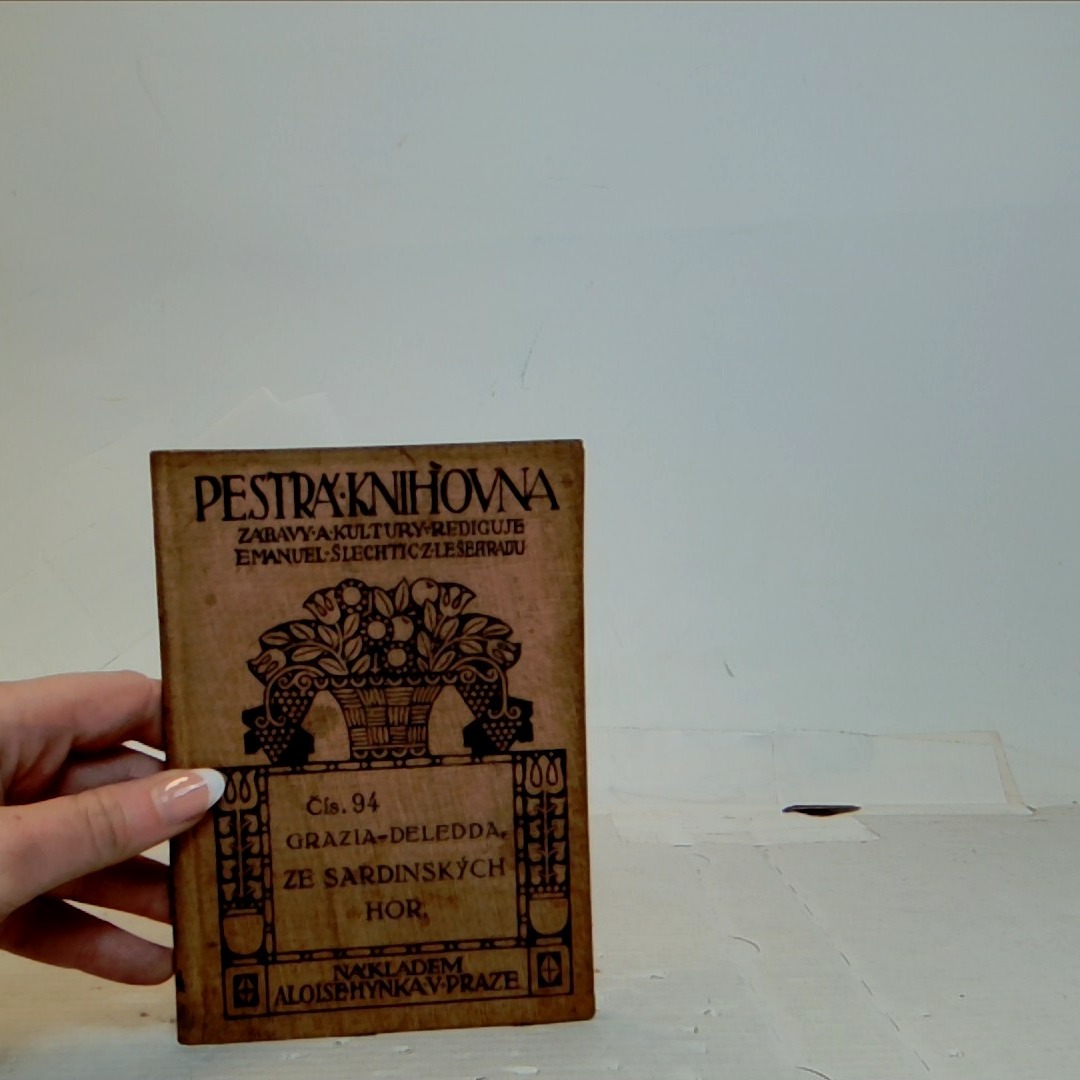 PESTRÁ·KNIHOVNA
ZÁBAVY·A·KULTURY·REDIGUJE
EMANUEL·ŠLECHTIC·Z·LEŠEHRADU
Čís. 94
GRAZIA-DELEDDA,
ZE SARDINSKÝCH
HOR.
NÁKLADEM
ALOISE·HYNKA·V·PRAZE